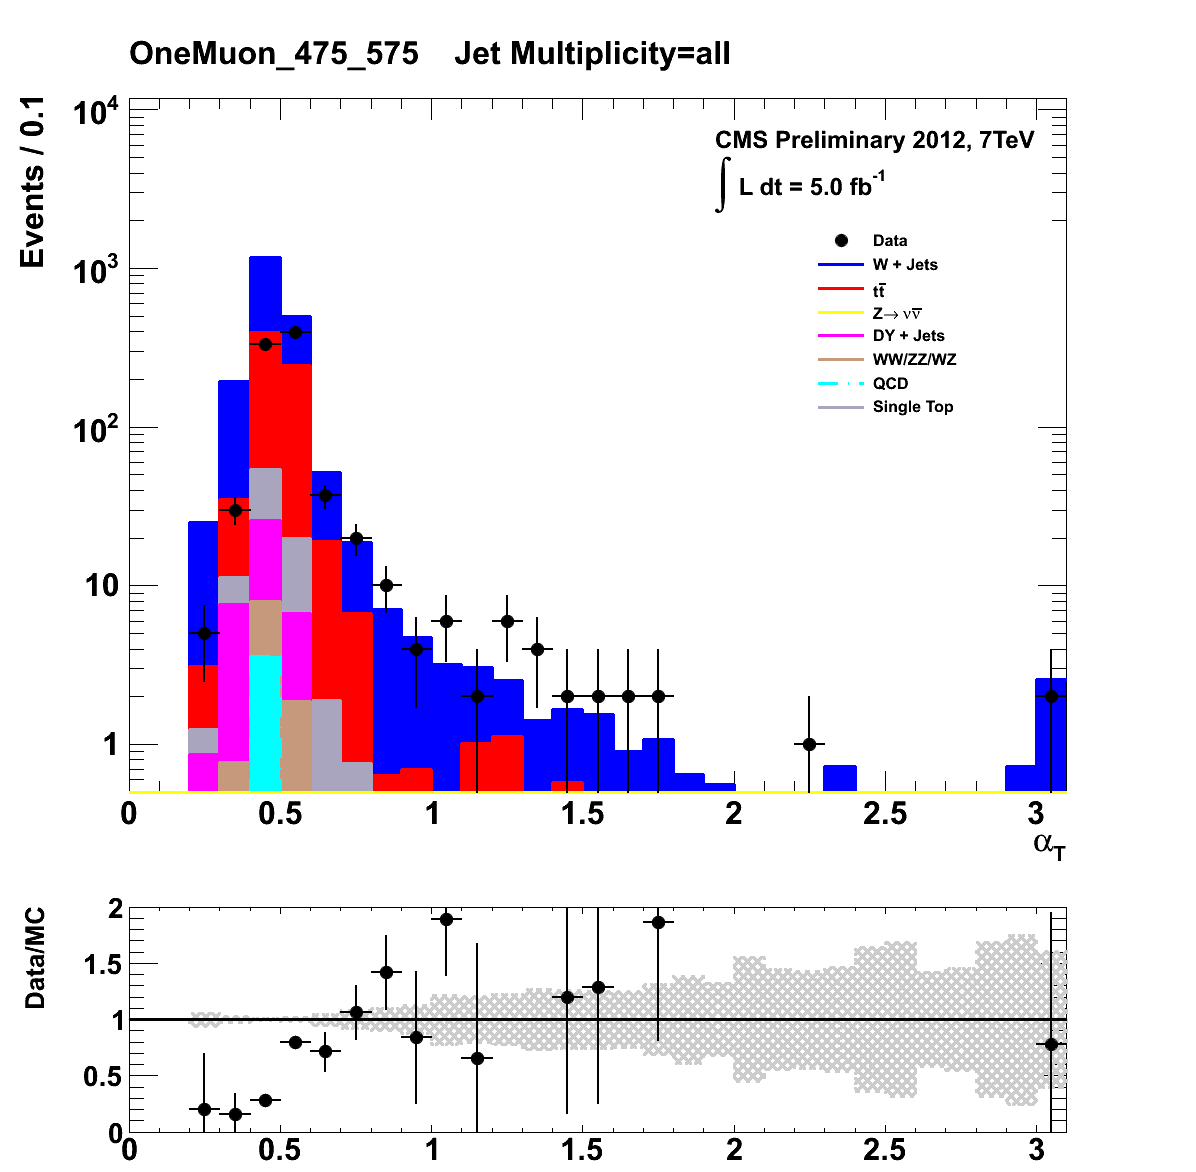 OneMuon_475_575 Jet Multiplicity=all
Events / 0.1
10⁴
10³
10²
10
1
CMS Preliminary 2012, 7TeV
∫ L dt = 5.0 fb⁻¹
Data
W + Jets
tt̅
Z→ νν̅
DY + Jets
WW/ZZ/WZ
QCD
Single Top
0 0.5 1 1.5 2 2.5 3
α_T
Data/MC
2
1.5
1
0.5
0
0 0.5 1 1.5 2 2.5 3